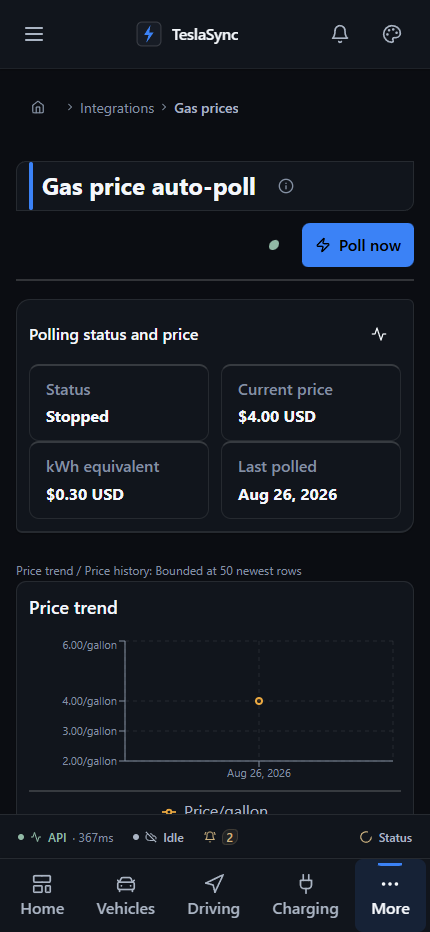 TeslaSync
Integrations
Gas prices
Gas price auto-poll
Poll now
Polling status and price
Status
Stopped
Current price
$4.00 USD
kWh equivalent
$0.30 USD
Last polled
Aug 26, 2026
Price trend / Price history: Bounded at 50 newest rows
Price trend
6.00/gallon
4.00/gallon
3.00/gallon
2.00/gallon
Aug 26, 2026
Price/gallon
API · 367ms
Idle
2
Status
Home
Vehicles
Driving
Charging
More